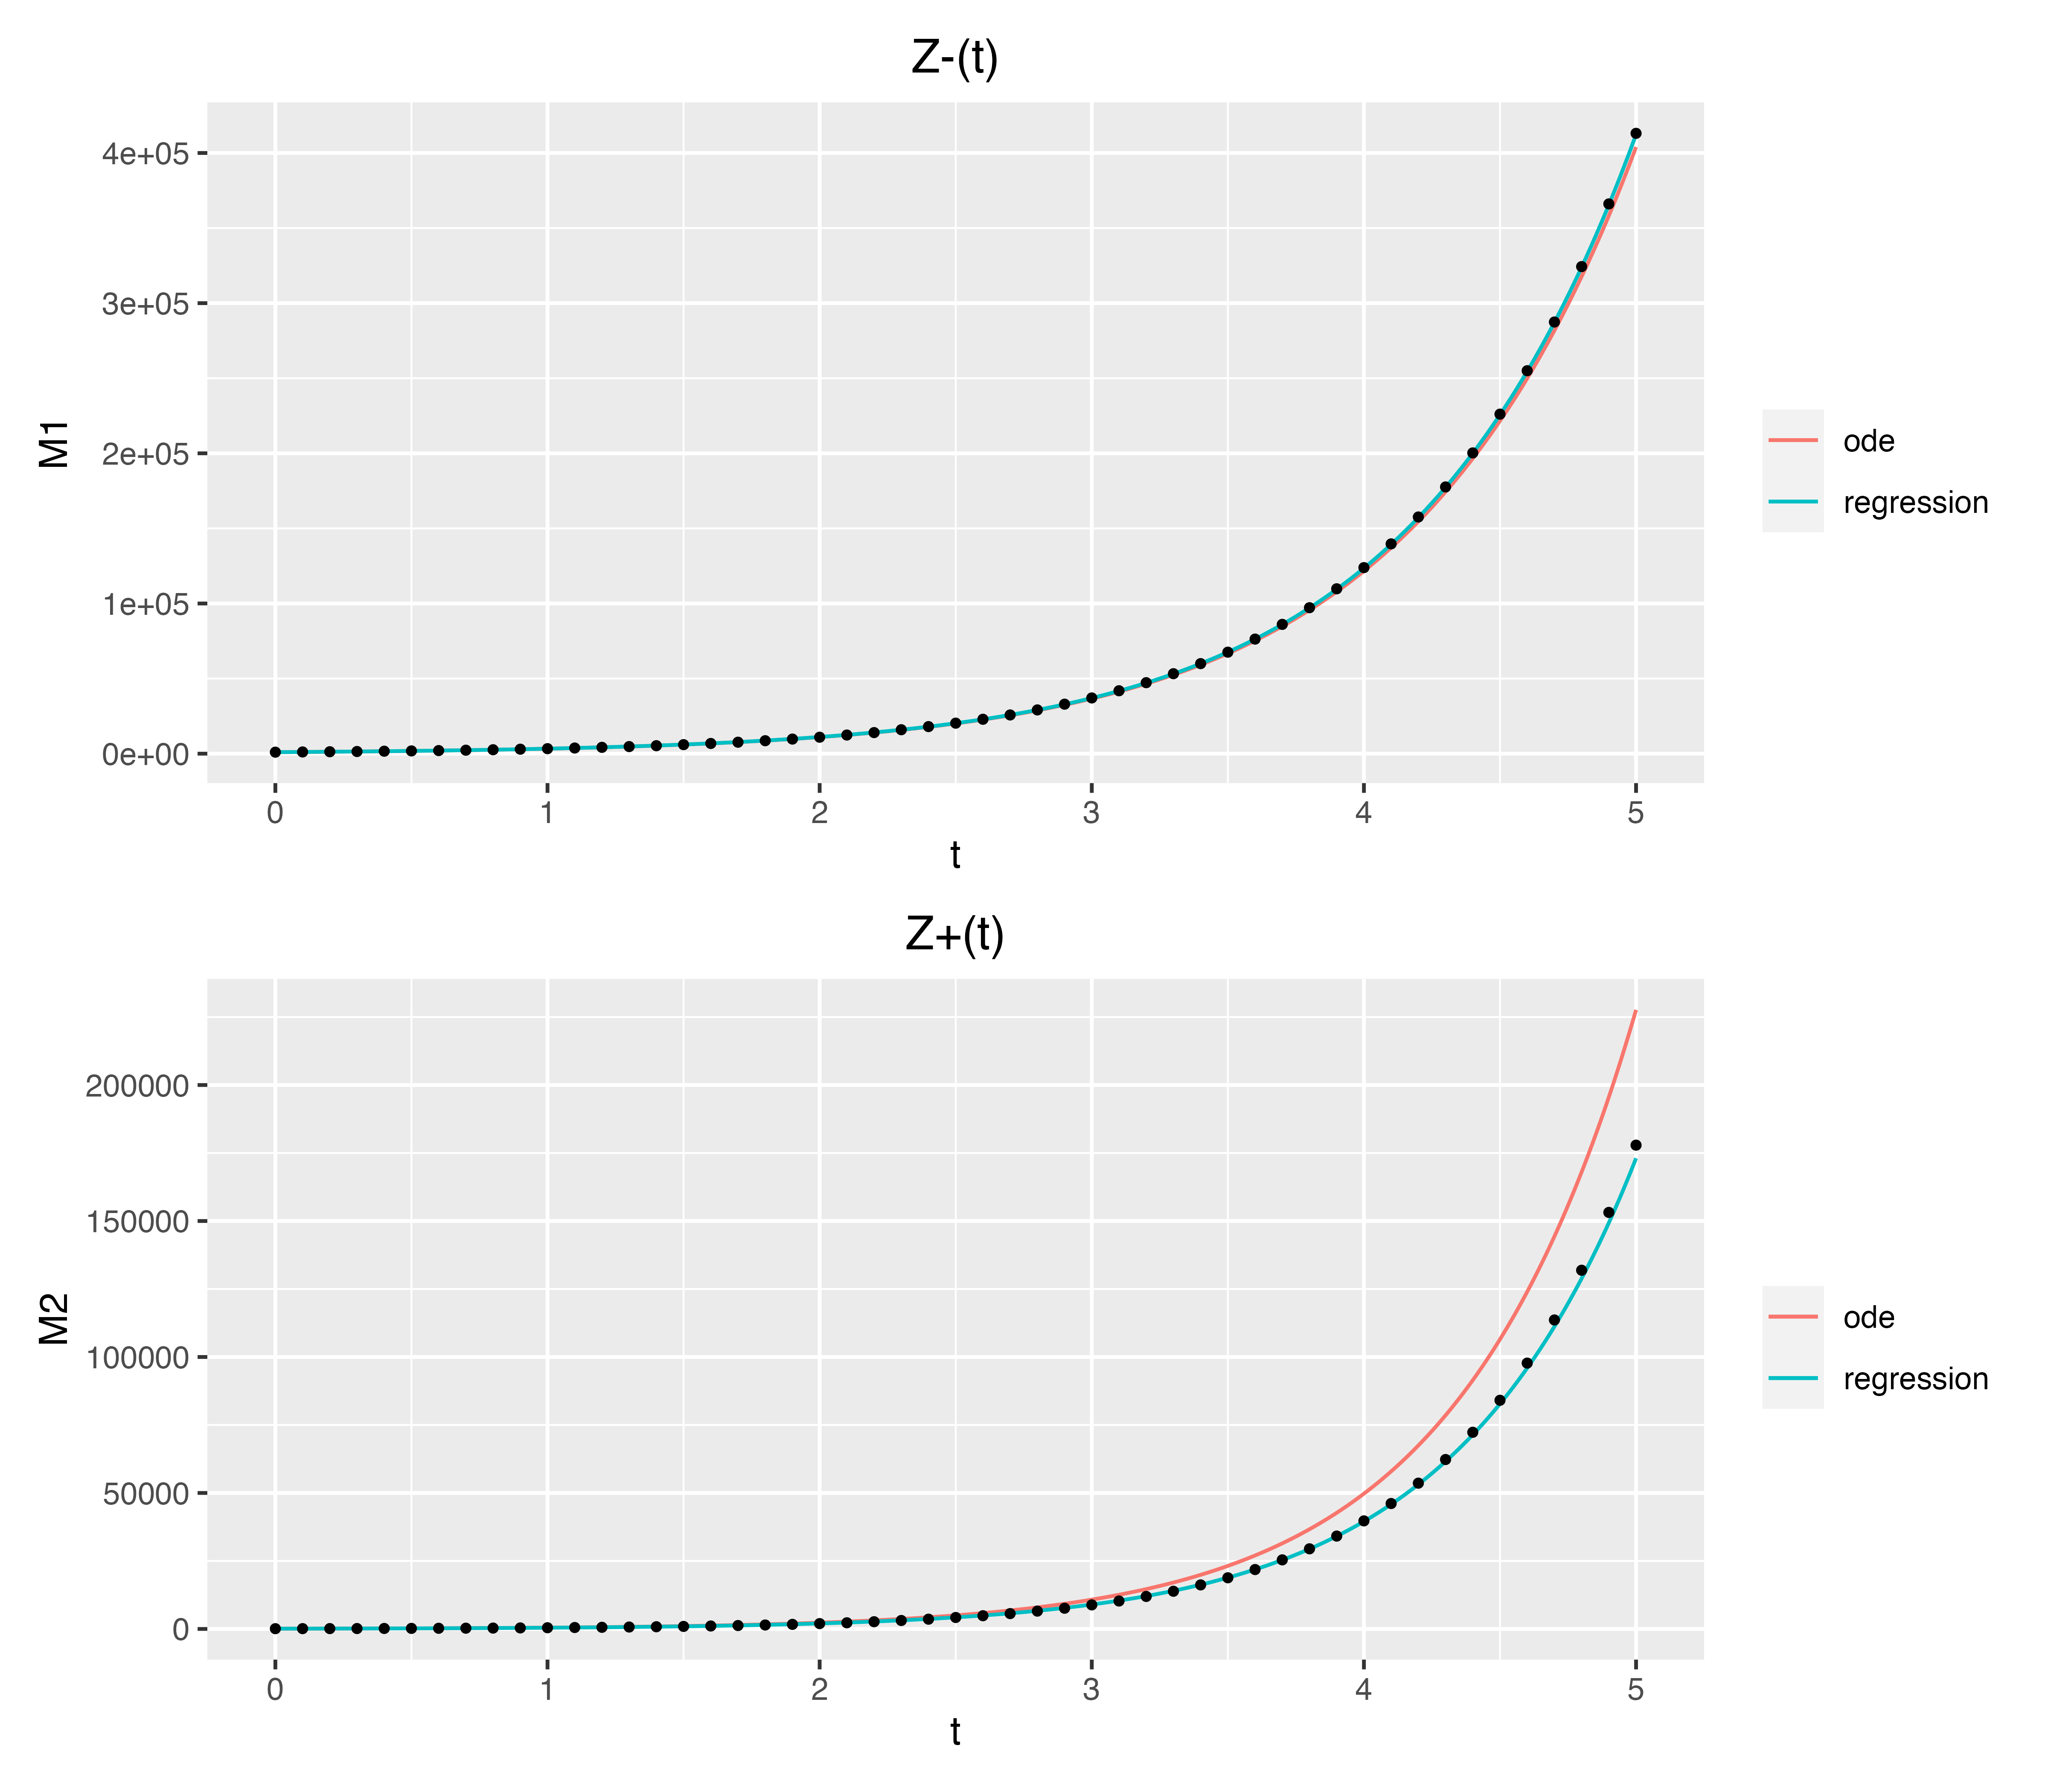 Z-(t)
M1
4e+05
3e+05
2e+05
1e+05
0e+00
0 1 2 3 4 5
t
ode
regression
Z+(t)
M2
200000
150000
100000
50000
0
0 1 2 3 4 5
t
ode
regression